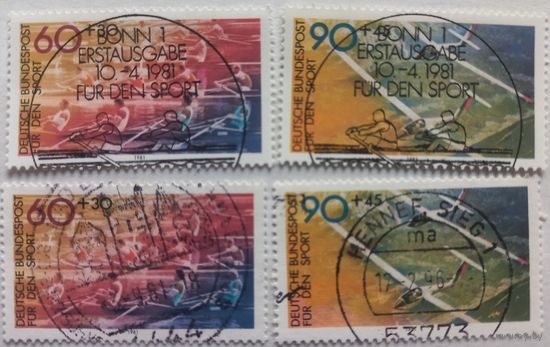 60 +30
DEUTSCHE BUNDESPOST
FÜR DEN SPORT
BONN 1
ERSTAUSGABE
10.-4.1981
FÜR DEN SPORT
1981
90 +45
DEUTSCHE BUNDESPOST
FÜR DEN SPORT
BONN 1
ERSTAUSGABE
10.-4.1981
FÜR DEN SPORT
1981
60 +30
DEUTSCHE BUNDESPOST
FÜR DEN SPORT
90 +45
DEUTSCHE BUNDESPOST
FÜR DEN SPORT
HENNEF, SIEG 1
ma
53773